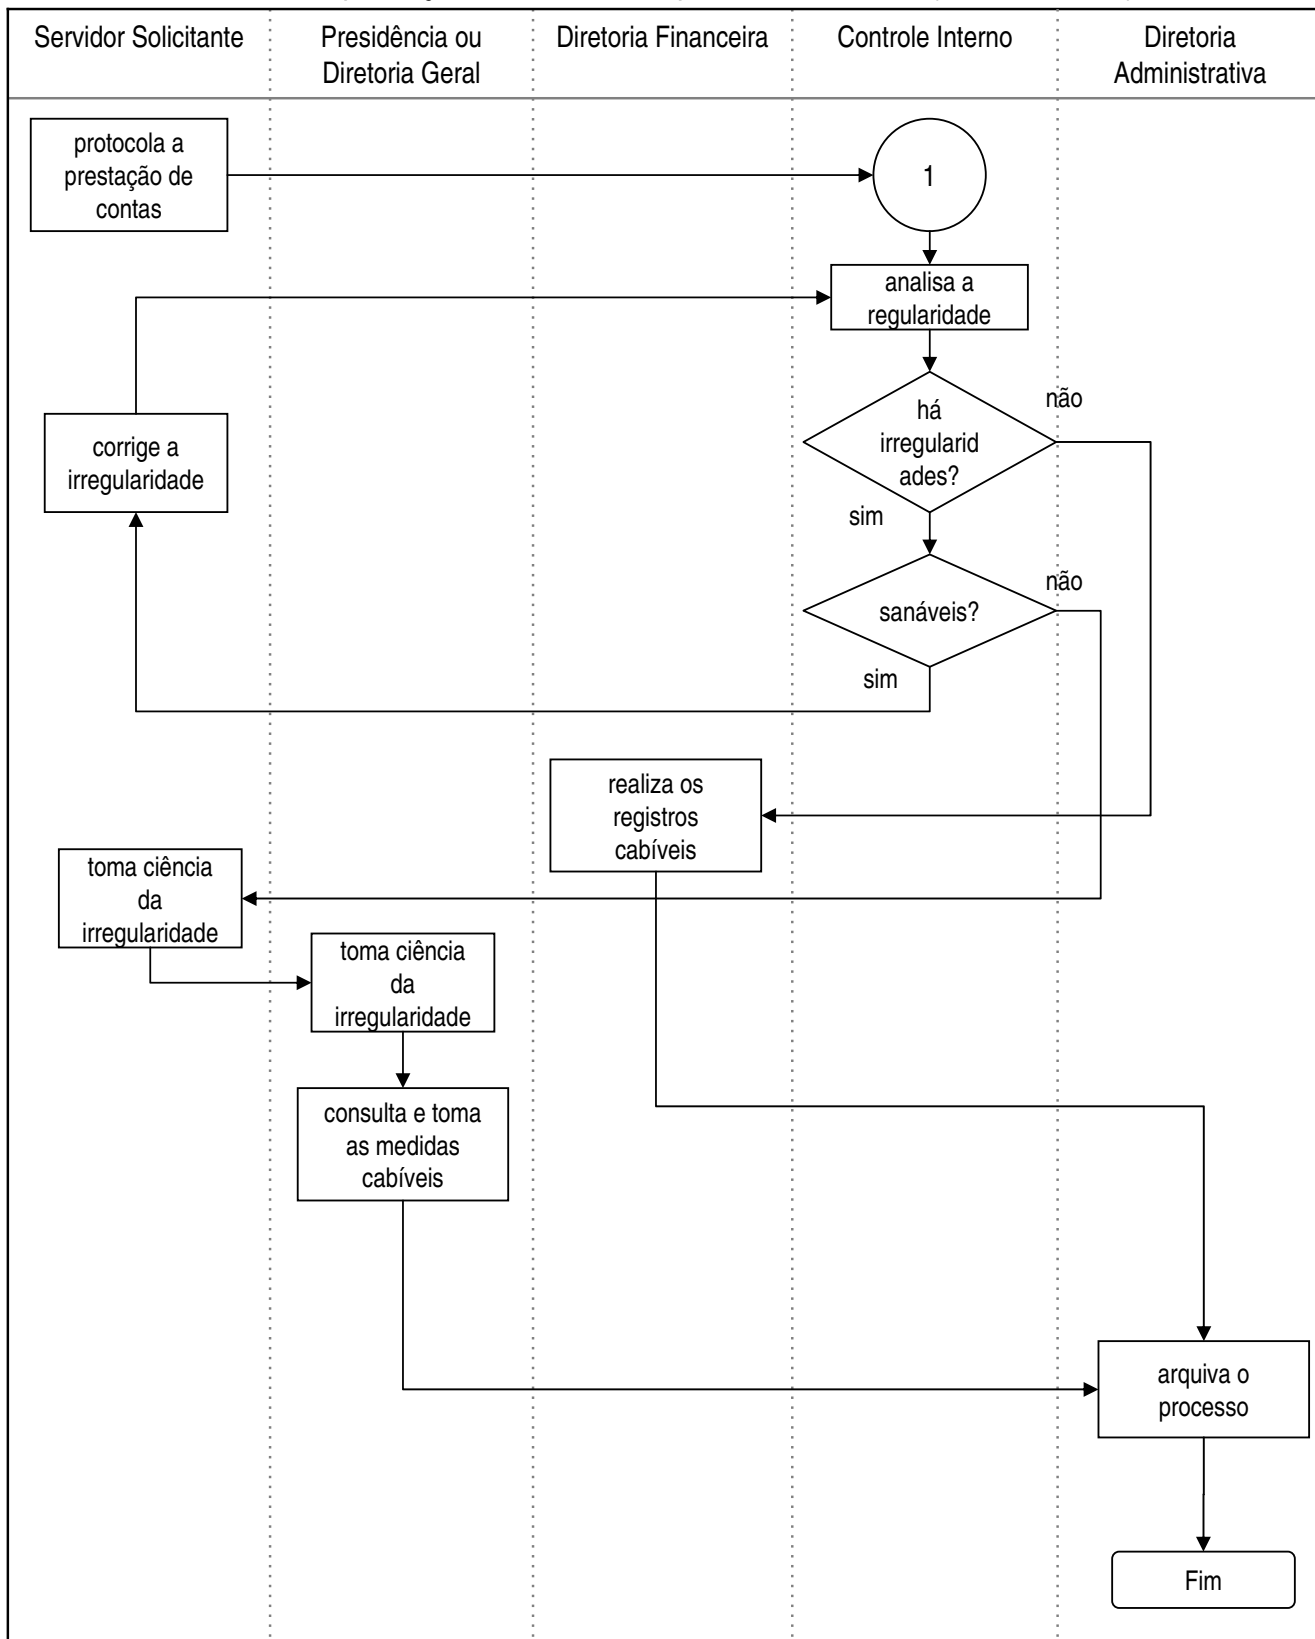 Servidor Solicitante
Presidência ou
Diretoria Geral
Diretoria Financeira
Controle Interno
Diretoria
Administrativa
protocola a
prestação de
contas
1
analisa a
regularidade
há
irregularid
ades?
não
sim
corrige a
irregularidade
sanáveis?
não
sim
realiza os
registros
cabíveis
toma ciência
da
irregularidade
toma ciência
da
irregularidade
consulta e toma
as medidas
cabíveis
arquiva o
processo
Fim